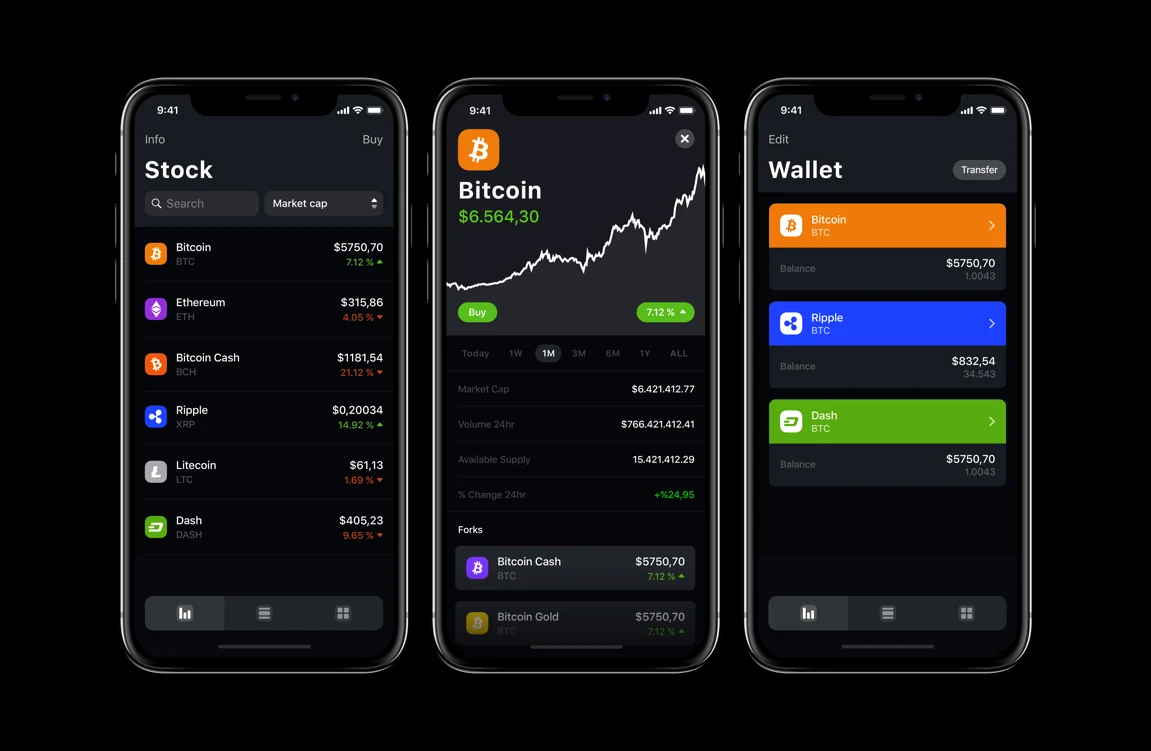 9:41
Info
Buy
Stock
Search
Market cap
Bitcoin
$5750,70
BTC
7.12 %
Ethereum
$315,86
ETH
4.05 %
Bitcoin Cash
$1181,54
BCH
21.12 %
Ripple
$0,20034
XRP
14.92 %
Litecoin
$61,13
LTC
1.69 %
Dash
$405,23
DASH
9.65 %
9:41
Bitcoin
$6.564,30
Buy
7.12 %
Today 1W 1M 3M 6M 1Y ALL
Market Cap
$6.421.412.77
Volume 24hr
$766.421.412.41
Available Supply
15.421.412.29
% Change 24hr
+%24,95
Forks
Bitcoin Cash
$5750,70
BTC
7.12 %
Bitcoin Gold
$5750,70
BTC
7.12 %
9:41
Edit
Wallet
Transfer
Bitcoin
BTC
Balance
$5750,70
1.0043
Ripple
BTC
Balance
$832,54
34.543
Dash
BTC
Balance
$5750,70
1.0043